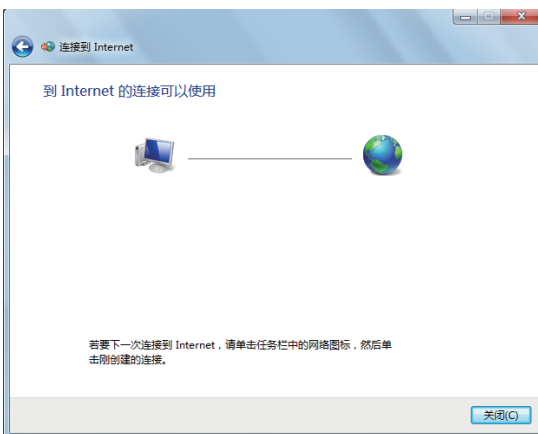 连接到 Internet
到 Internet 的连接可以使用
若要下一次连接到 Internet，请单击任务栏中的网络图标，然后单
击刚创建的连接。
关闭(C)